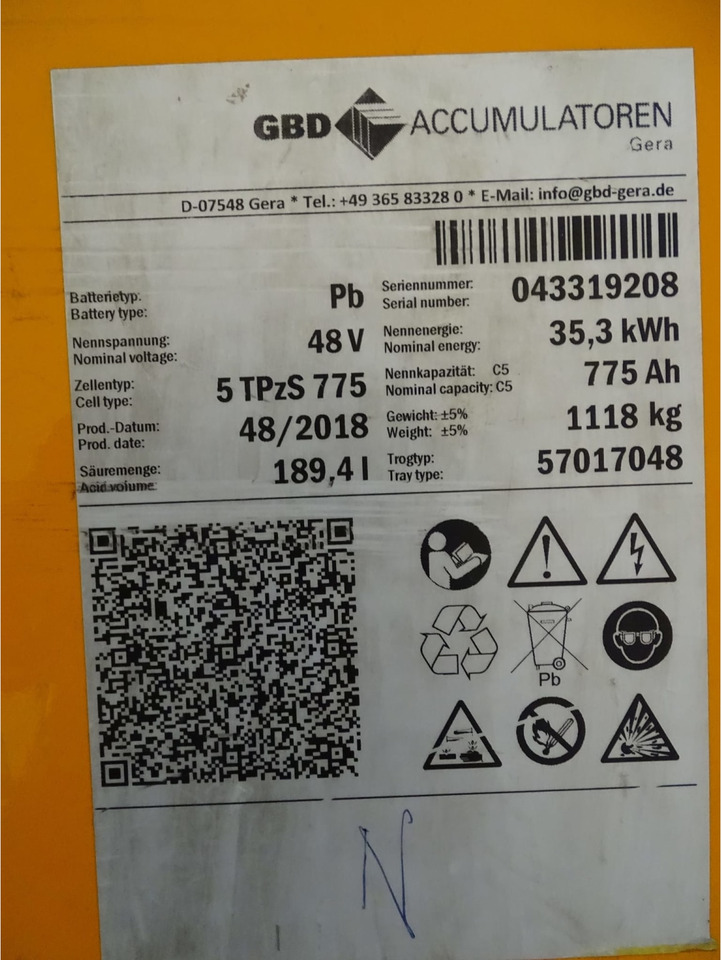 GBD ACCUMULATOREN
Gera
D-07548 Gera * Tel.: +49 365 83328 0 * E-Mail: info@gbd-gera.de
Batterietyp: Pb
Battery type:
Seriennummer: 043319208
Serial number:
Nennspannung: 48 V
Nominal voltage:
Nennenergie: 35,3 kWh
Nominal energy:
Zellentyp: 5 TPzS 775
Cell type:
Nennkapazität: C5 775 Ah
Nominal capacity: C5
Prod.-Datum: 48/2018
Prod. date:
Gewicht: ±5% 1118 kg
Weight: ±5%
Säuremenge: 189,4 l
Acid volume:
Trogtyp: 57017048
Tray type:
Pb
N